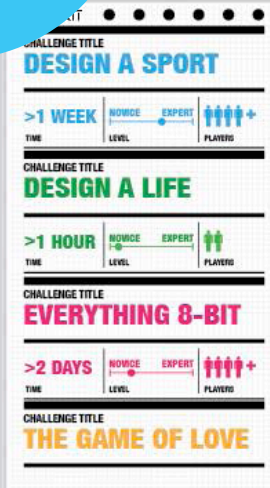 CHALLENGE TITLE
DESIGN A SPORT
>1 WEEK NOVICE EXPERT +
TIME LEVEL PLAYERS
CHALLENGE TITLE
DESIGN A LIFE
>1 HOUR NOVICE EXPERT
TIME LEVEL PLAYERS
CHALLENGE TITLE
EVERYTHING 8-BIT
>2 DAYS NOVICE EXPERT +
TIME LEVEL PLAYERS
CHALLENGE TITLE
THE GAME OF LOVE